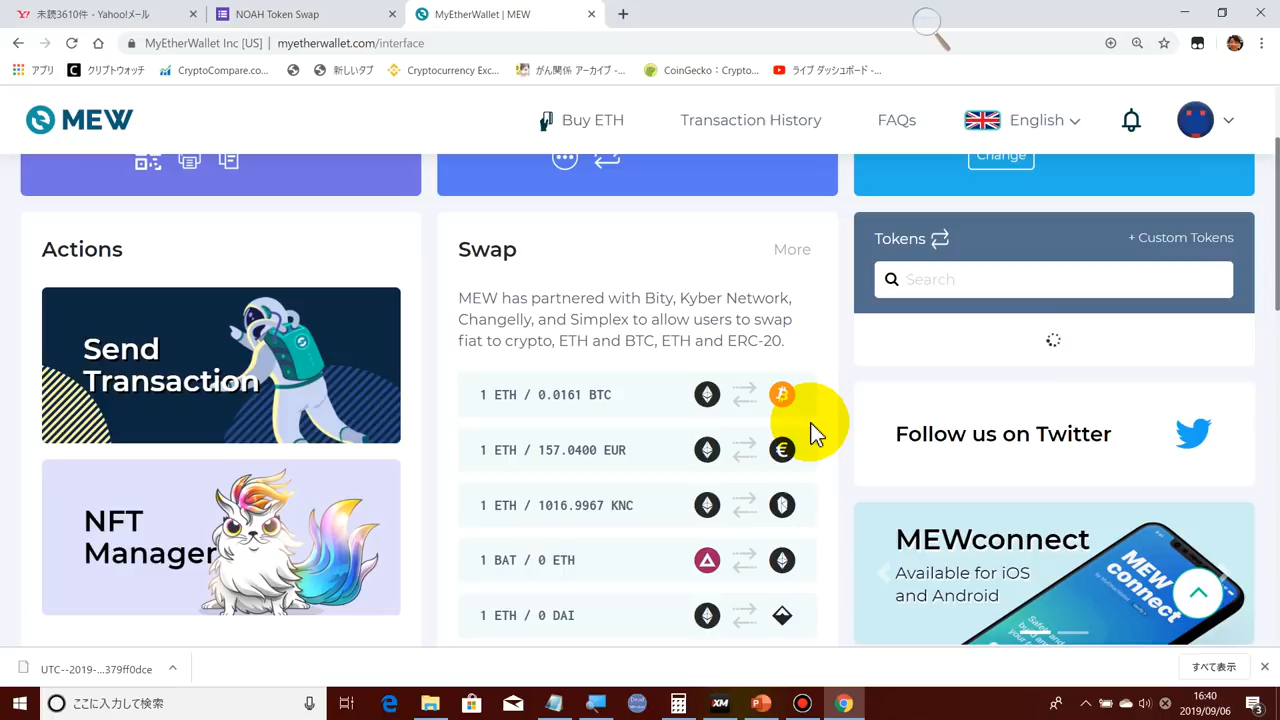 未読3610件 - Yahoo!メール
NOAH Token Swap
MyEtherWallet | MEW
MyEtherWallet Inc [US] | myetherwallet.com/interface
アプリ
クリプトウォッチ
CryptoCompare.co...
新しいタブ
Cryptocurrency Exc...
がん関係 アーカイブ -...
CoinGecko：Crypto...
ライブ ダッシュボード -...
MEW
Buy ETH
Transaction History
FAQs
English
Change
Actions
Send
Transaction
NFT
Manager
Swap
More
MEW has partnered with Bity, Kyber Network,
Changelly, and Simplex to allow users to swap
fiat to crypto, ETH and BTC, ETH and ERC-20.
1 ETH / 0.0161 BTC
1 ETH / 157.0400 EUR
1 ETH / 1016.9967 KNC
1 BAT / 0 ETH
1 ETH / 0 DAI
Tokens
+ Custom Tokens
Search
Follow us on Twitter
MEWconnect
Available for iOS
and Android
MEW
connect
UTC--2019-...379ff0dce
すべて表示
ここに入力して検索
XM
16:40
2019/09/06
3